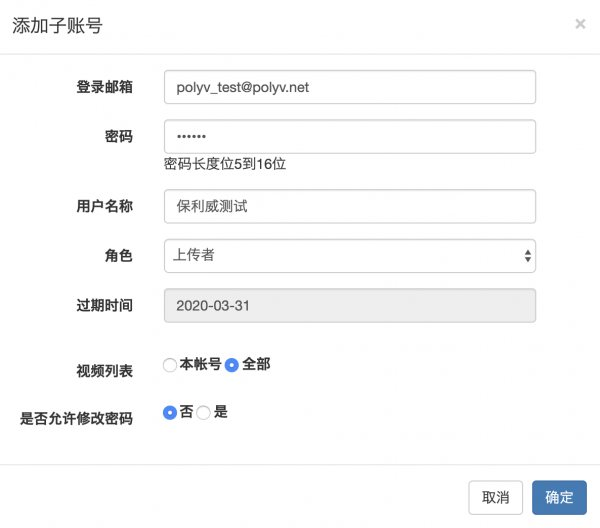 添加子账号 ×
登录邮箱 polyv_test@polyv.net
密码 ••••••
密码长度位5到16位
用户名称 保利威测试
角色 上传者
过期时间 2020-03-31
视频列表 本帐号 全部
是否允许修改密码 否 是
取消 确定